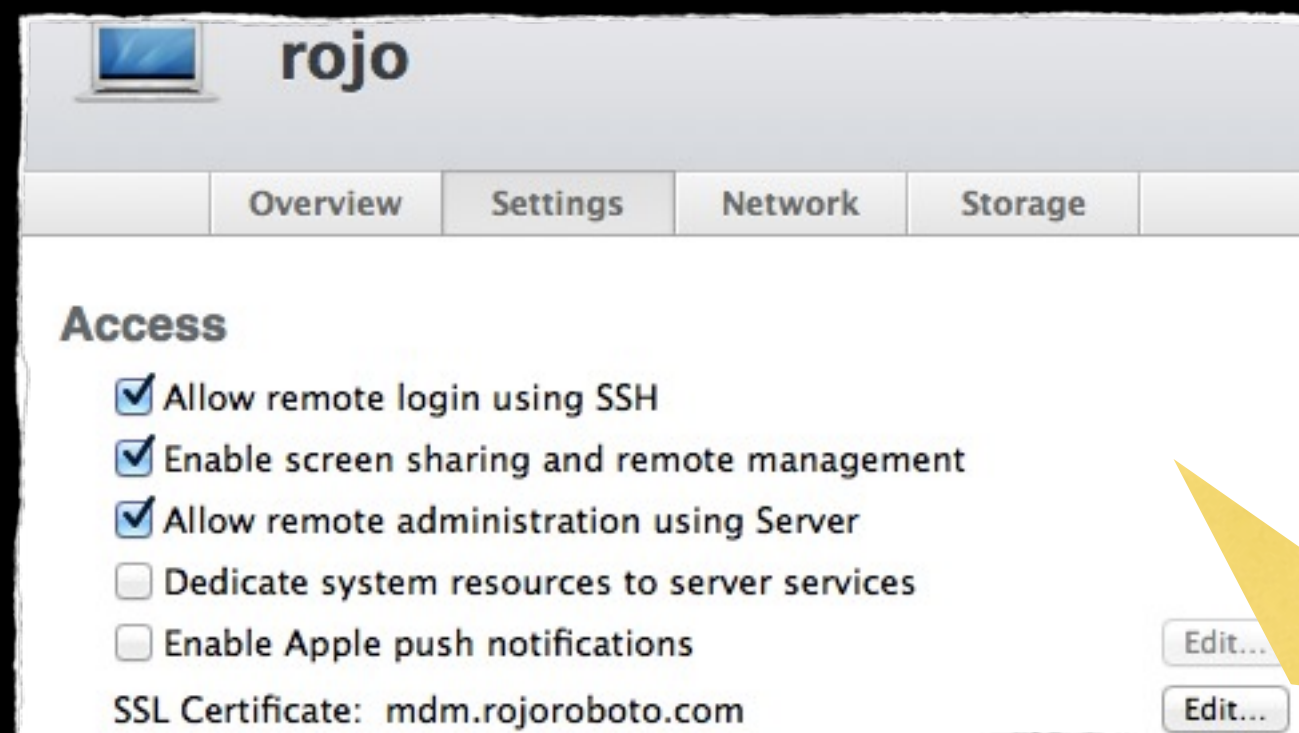 rojo
Overview Settings Network Storage
Access
Allow remote login using SSH
Enable screen sharing and remote management
Allow remote administration using Server
Dedicate system resources to server services
Enable Apple push notifications Edit...
SSL Certificate: mdm.rojoroboto.com Edit...